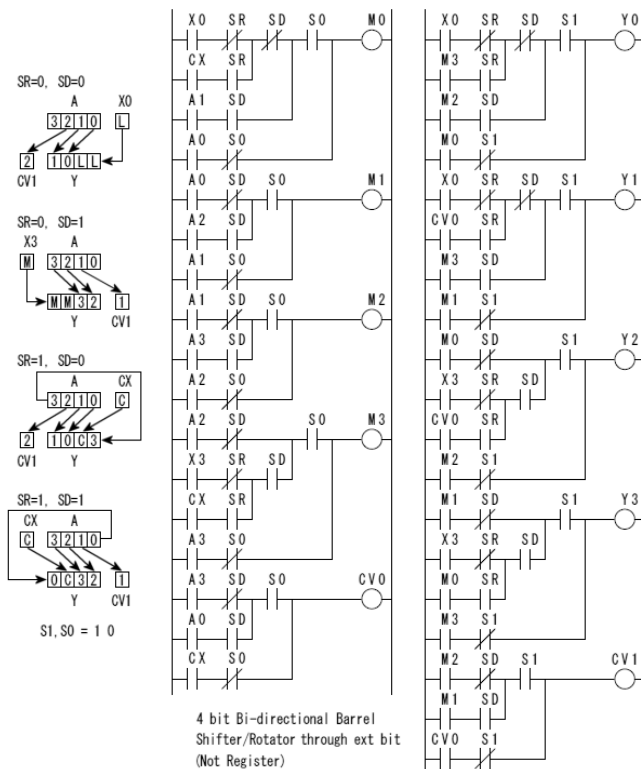 SR=0, SD=0
A X0
3 2 1 0 L
2 1 0 L L
CV1 Y
SR=0, SD=1
X3 A
M 3 2 1 0
M M 3 2 1
Y CV1
SR=1, SD=0
A CX
3 2 1 0 C
2 1 0 C 3
CV1 Y
SR=1, SD=1
CX A
C 3 2 1 0
0 C 3 2 1
Y CV1
S1,S0 = 1 0
X0 SR SD S0 M0
CX SR
A1 SD
A0 S0
A0 SD S0 M1
A2 SD
A1 S0
A1 SD S0 M2
A3 SD
A2 S0
A2 SD S0 M3
X3 SR SD
CX SR
A3 S0
A3 SD S0 CV0
A0 SD
CX S0
4 bit Bi-directional Barrel
Shifter/Rotator through ext bit
(Not Register)
X0 SR SD S1 Y0
M3 SR
M2 SD
M0 S1
X0 SR SD S1 Y1
CV0 SR
M3 SD
M1 S1
M0 SD S1 Y2
X3 SR SD
CV0 SR
M2 S1
M1 SD S1 Y3
X3 SR SD
M0 SR
M3 S1
M2 SD S1 CV1
M1 SD
CV0 S1